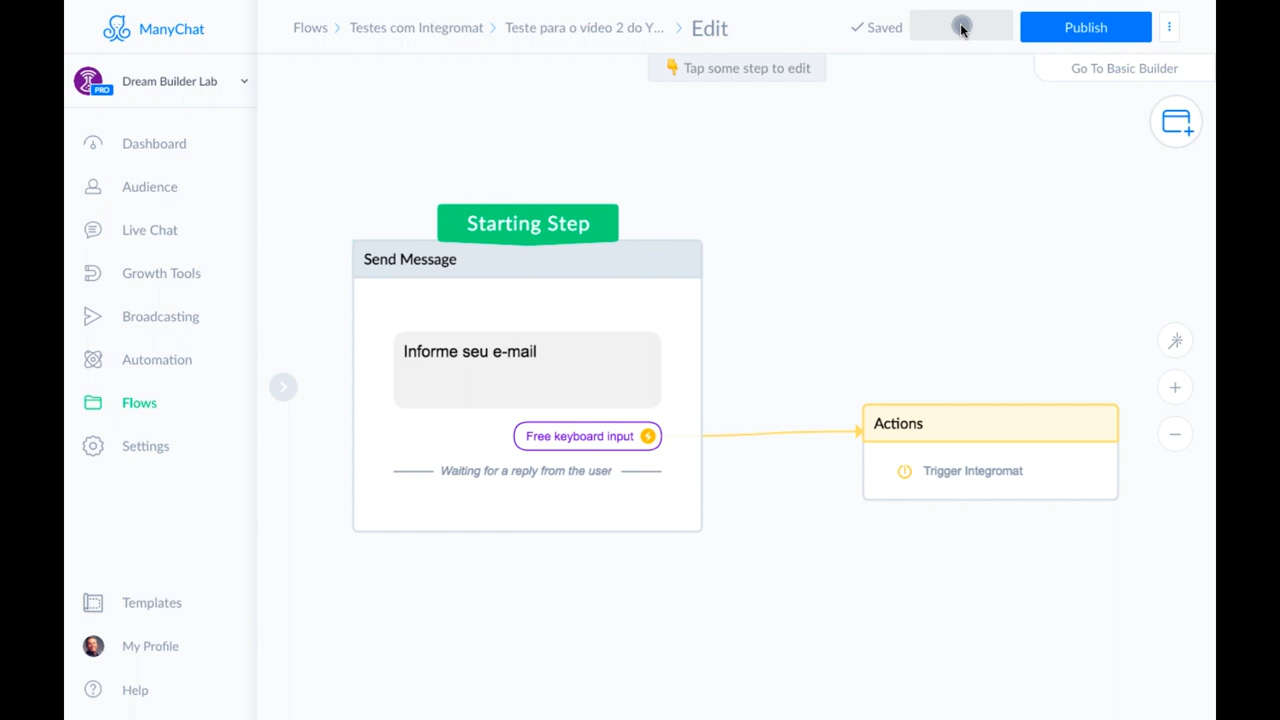 ManyChat
Flows > Testes com Integromat > Teste para o vídeo 2 do Y... > Edit
✓ Saved
Publish
👇 Tap some step to edit
Go To Basic Builder
Dream Builder Lab
PRO
Dashboard
Audience
Live Chat
Growth Tools
Broadcasting
Automation
Flows
Settings
Templates
My Profile
Help
Starting Step
Send Message
Informe seu e-mail
Free keyboard input
Waiting for a reply from the user
Actions
Trigger Integromat